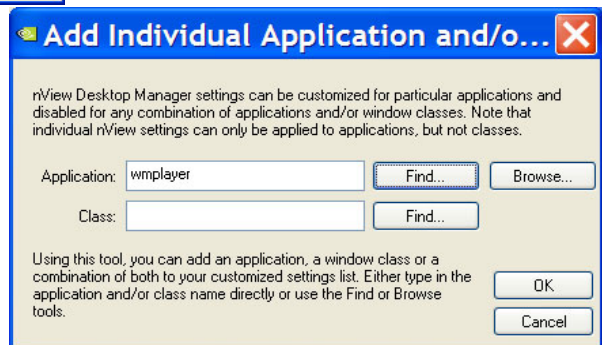 Add Individual Application and/o...
nView Desktop Manager settings can be customized for particular applications and
disabled for any combination of applications and/or window classes. Note that
individual nView settings can only be applied to applications, but not classes.
Application: wmplayer Find... Browse...
Class: Find...
Using this tool, you can add an application, a window class or a
combination of both to your customized settings list. Either type in the
application and/or class name directly or use the Find or Browse
tools.
OK
Cancel